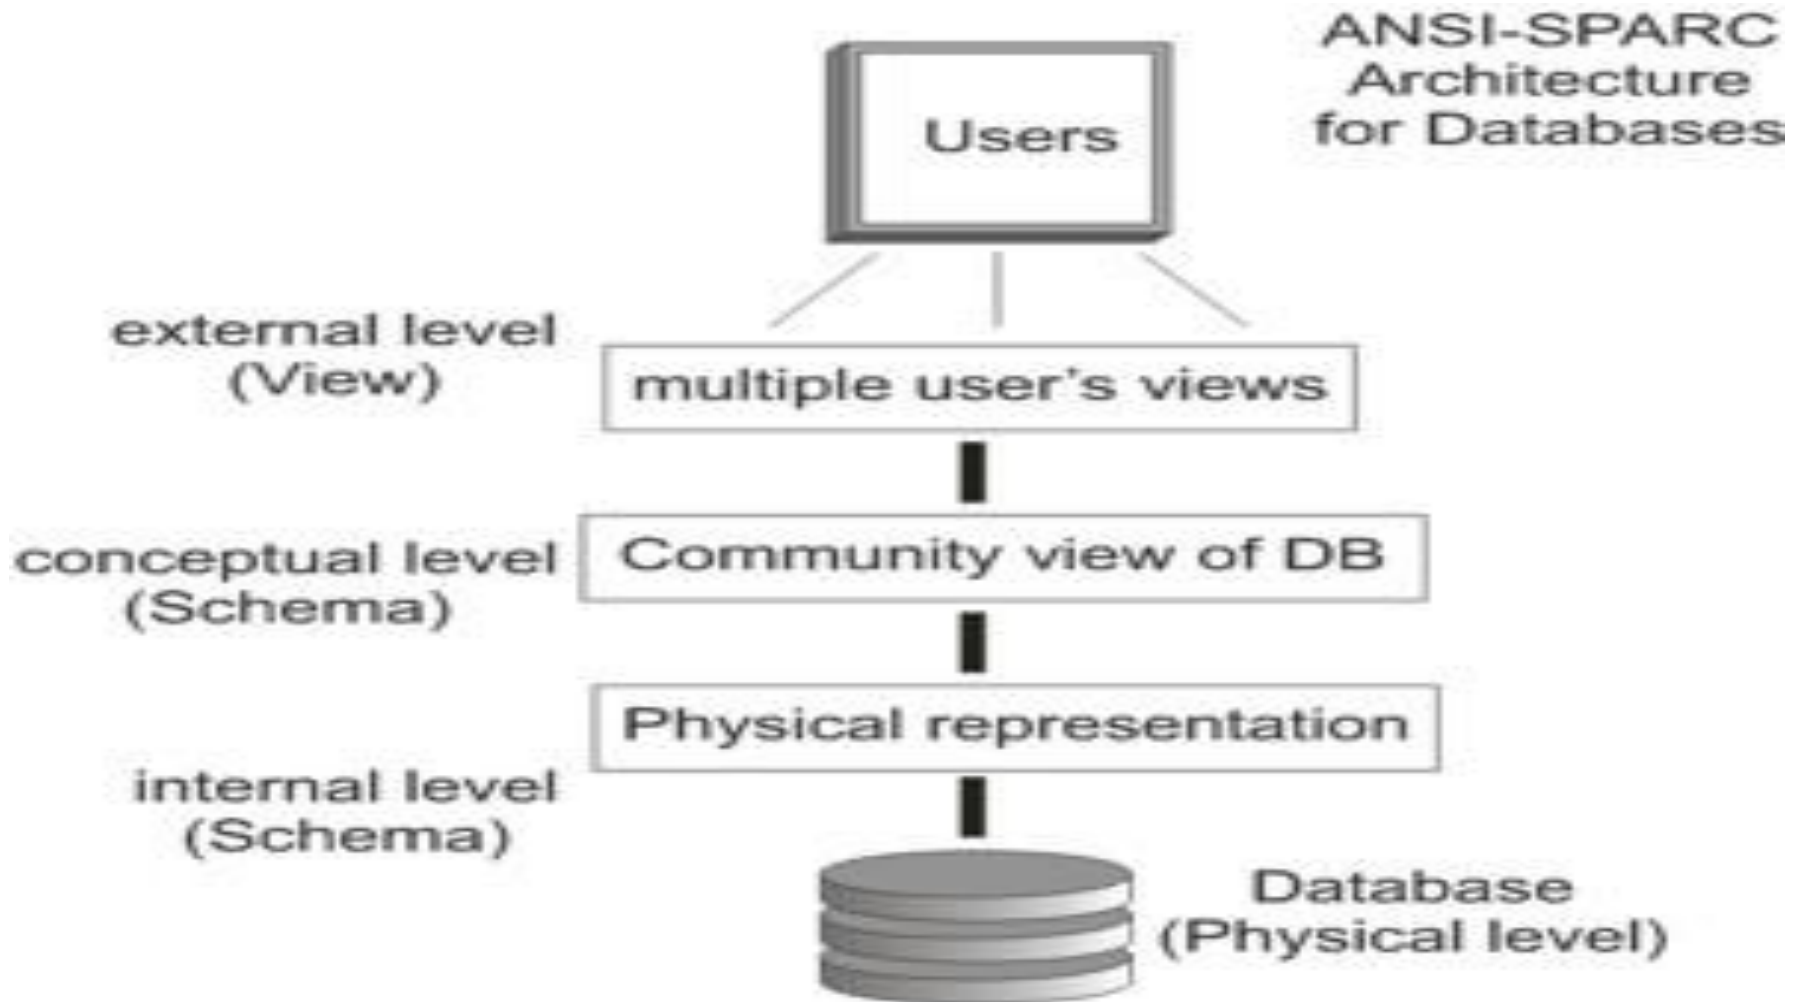 ANSI-SPARC
Architecture
for Databases
Users
external level
(View)
multiple user's views
conceptual level
(Schema)
Community view of DB
Physical representation
internal level
(Schema)
Database
(Physical level)